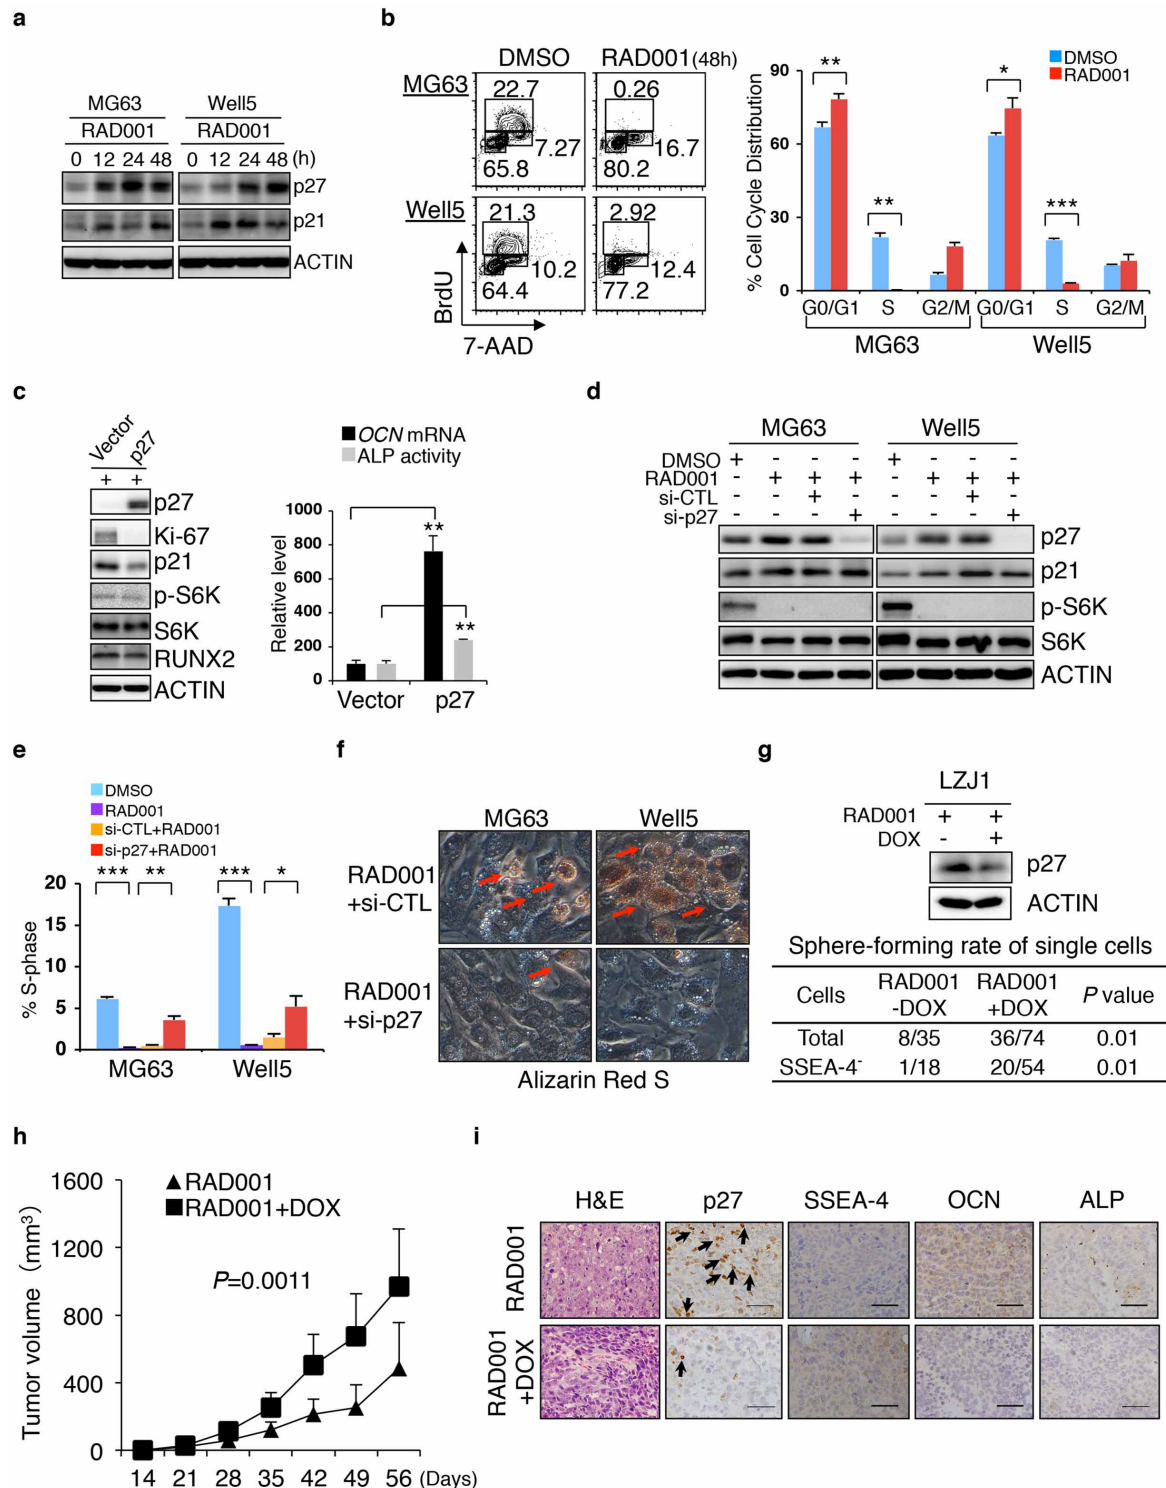 a
MG63 Well5
RAD001 RAD001
0 12 24 48 0 12 24 48 (h)
p27
p21
ACTIN
b
DMSO RAD001 (48h)
MG63
22.7 0.26
7.27 16.7
65.8 80.2
Well5
21.3 2.92
10.2 12.4
64.4 77.2
BrdU
7-AAD
DMSO
RAD001
% Cell Cycle Distribution
90
60
30
0
** ** * ***
G0/G1 S G2/M G0/G1 S G2/M
MG63 Well5
c
Vector p27
+ +
p27
Ki-67
p21
p-S6K
S6K
RUNX2
ACTIN
OCN mRNA
ALP activity
Relative level
1000
800
600
400
200
0
**
**
Vector p27
d
MG63 Well5
DMSO + - - - + - - -
RAD001 - + + + - + + +
si-CTL - - + - - - + -
si-p27 - - - + - - - +
p27
p21
p-S6K
S6K
ACTIN
e
DMSO
RAD001
si-CTL+RAD001
si-p27+RAD001
*** ** *** *
% S-phase
20
15
10
5
0
MG63 Well5
f
MG63 Well5
RAD001
+si-CTL
RAD001
+si-p27
Alizarin Red S
g
LZJ1
RAD001 + +
DOX - +
p27
ACTIN
Sphere-forming rate of single cells
Cells RAD001 -DOX RAD001 +DOX P value
Total 8/35 36/74 0.01
SSEA-4- 1/18 20/54 0.01
h
Tumor volume (mm3)
1600
1200
800
400
0
RAD001
RAD001+DOX
P=0.0011
14 21 28 35 42 49 56 (Days)
i
H&E p27 SSEA-4 OCN ALP
RAD001
RAD001
+DOX